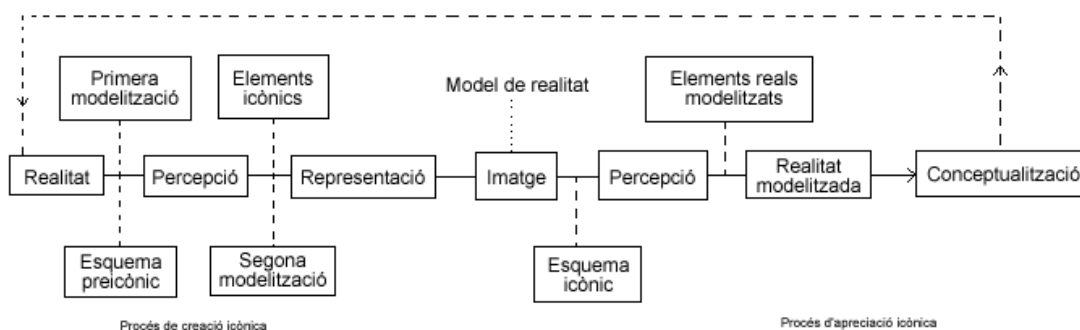 Primera
modelització
Elements
icònics
Model de realitat
Elements reals
modelitzats
Realitat
Percepció
Representació
Imatge
Percepció
Realitat
modelitzada
Conceptualització
Esquema
preicònic
Segona
modelització
Esquema
icònic
Procés de creació icònica
Procés d'apreciació icònica